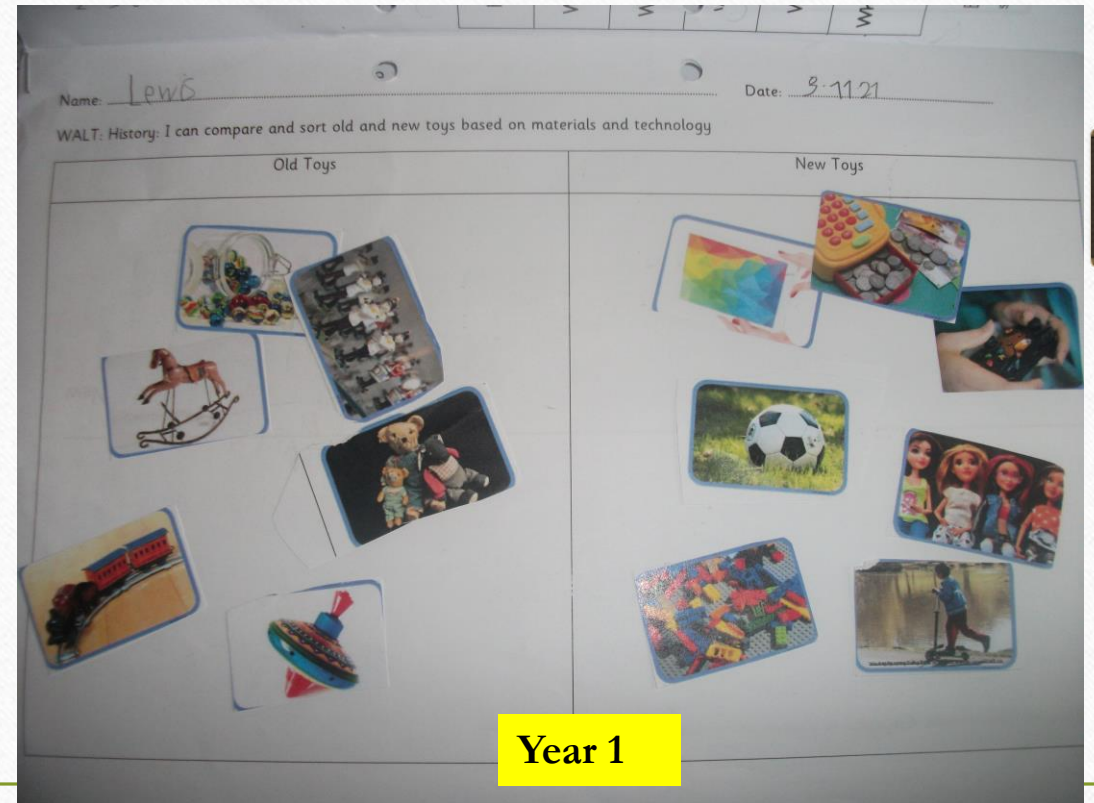 Name: Lewis
Date: 9.11 21
WALT: History: I can compare and sort old and new toys based on materials and technology
Old Toys
New Toys
Year 1